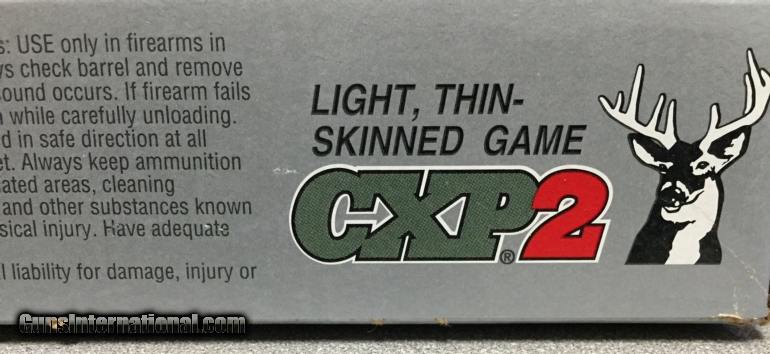 s: USE only in firearms in
ys check barrel and remove
sound occurs. If firearm fails
while carefully unloading.
d in safe direction at all
et. Always keep ammunition
ated areas, cleaning
and other substances known
sical injury. Have adequate
l liability for damage, injury or
LIGHT, THIN-
SKINNED GAME
CXP2®
GunsInternational.com